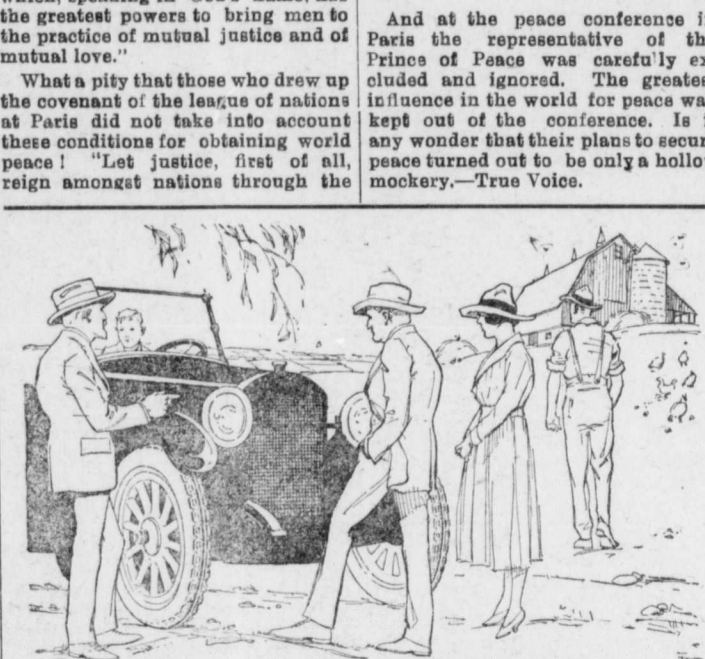 the greatest powers to bring men to
the practice of mutual justice and of
mutual love."
What a pity that those who drew up
the covenant of the league of nations
at Paris did not take into account
these conditions for obtaining world
peace! "Let justice, first of all,
reign amongst nations through the
And at the peace conference i
Paris the representative of th
Prince of Peace was carefully ex
cluded and ignored. The greates
influence in the world for peace wa
kept out of the conference. Is i
any wonder that their plans to secur
peace turned out to be only a hollow
mockery.—True Voice.